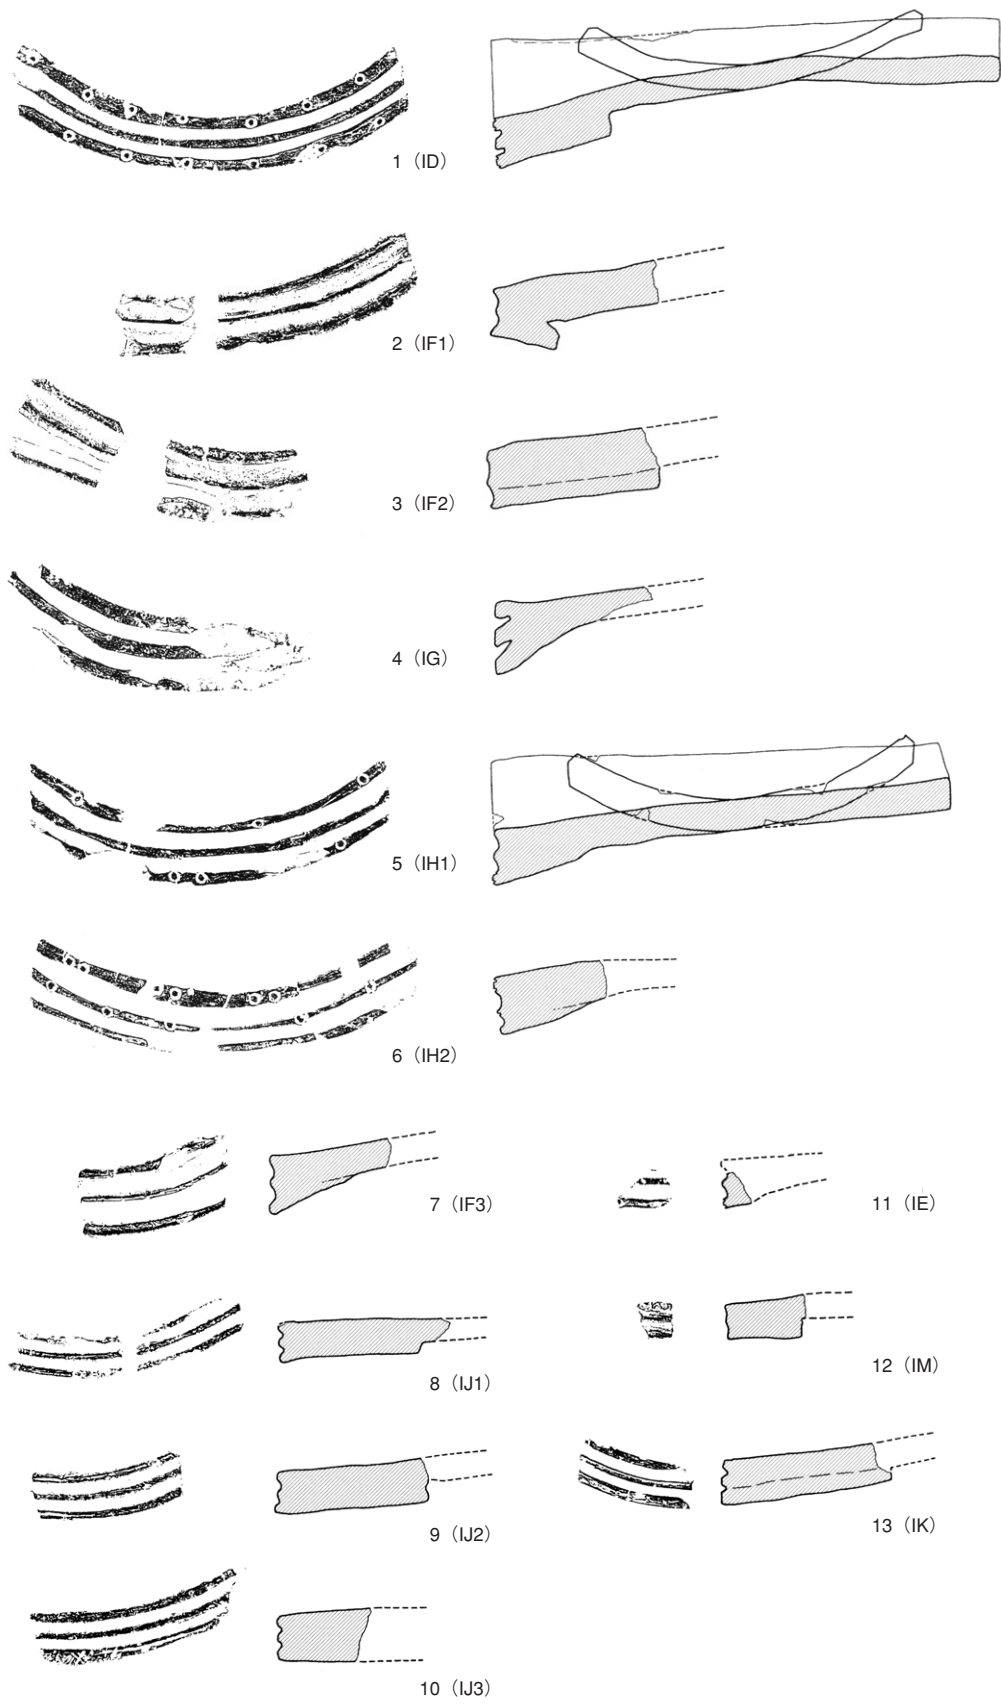 1（ID）
2（IF1）
3（IF2）
4（IG）
5（IH1）
6（IH2）
7（IF3）
11（IE）
8（IJ1）
12（IM）
9（IJ2）
13（IK）
10（IJ3）